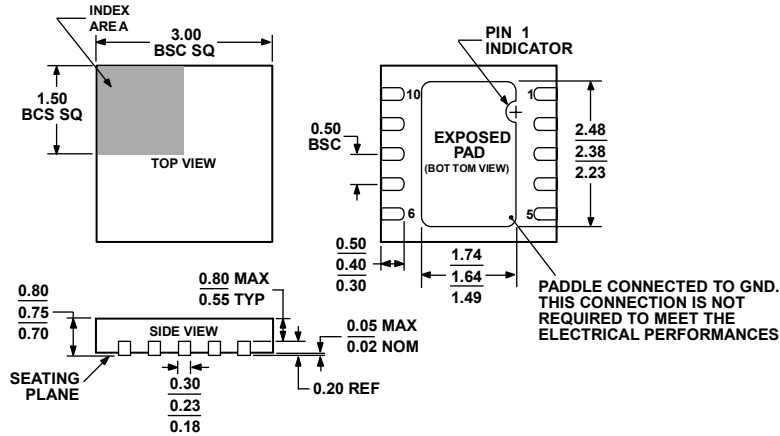 INDEX
AREA
3.00
BSC SQ
1.50
BCS SQ
TOP VIEW
PIN 1
INDICATOR
10
1
0.50
BSC
EXPOSED
PAD
(BOT TOM VIEW)
2.48
2.38
2.23
6
5
0.50
0.40
0.30
1.74
1.64
1.49
PADDLE CONNECTED TO GND.
THIS CONNECTION IS NOT
REQUIRED TO MEET THE
ELECTRICAL PERFORMANCES
0.80
0.75
0.70
0.80 MAX
0.55 TYP
SIDE VIEW
0.05 MAX
0.02 NOM
SEATING
PLANE
0.30
0.23
0.18
0.20 REF